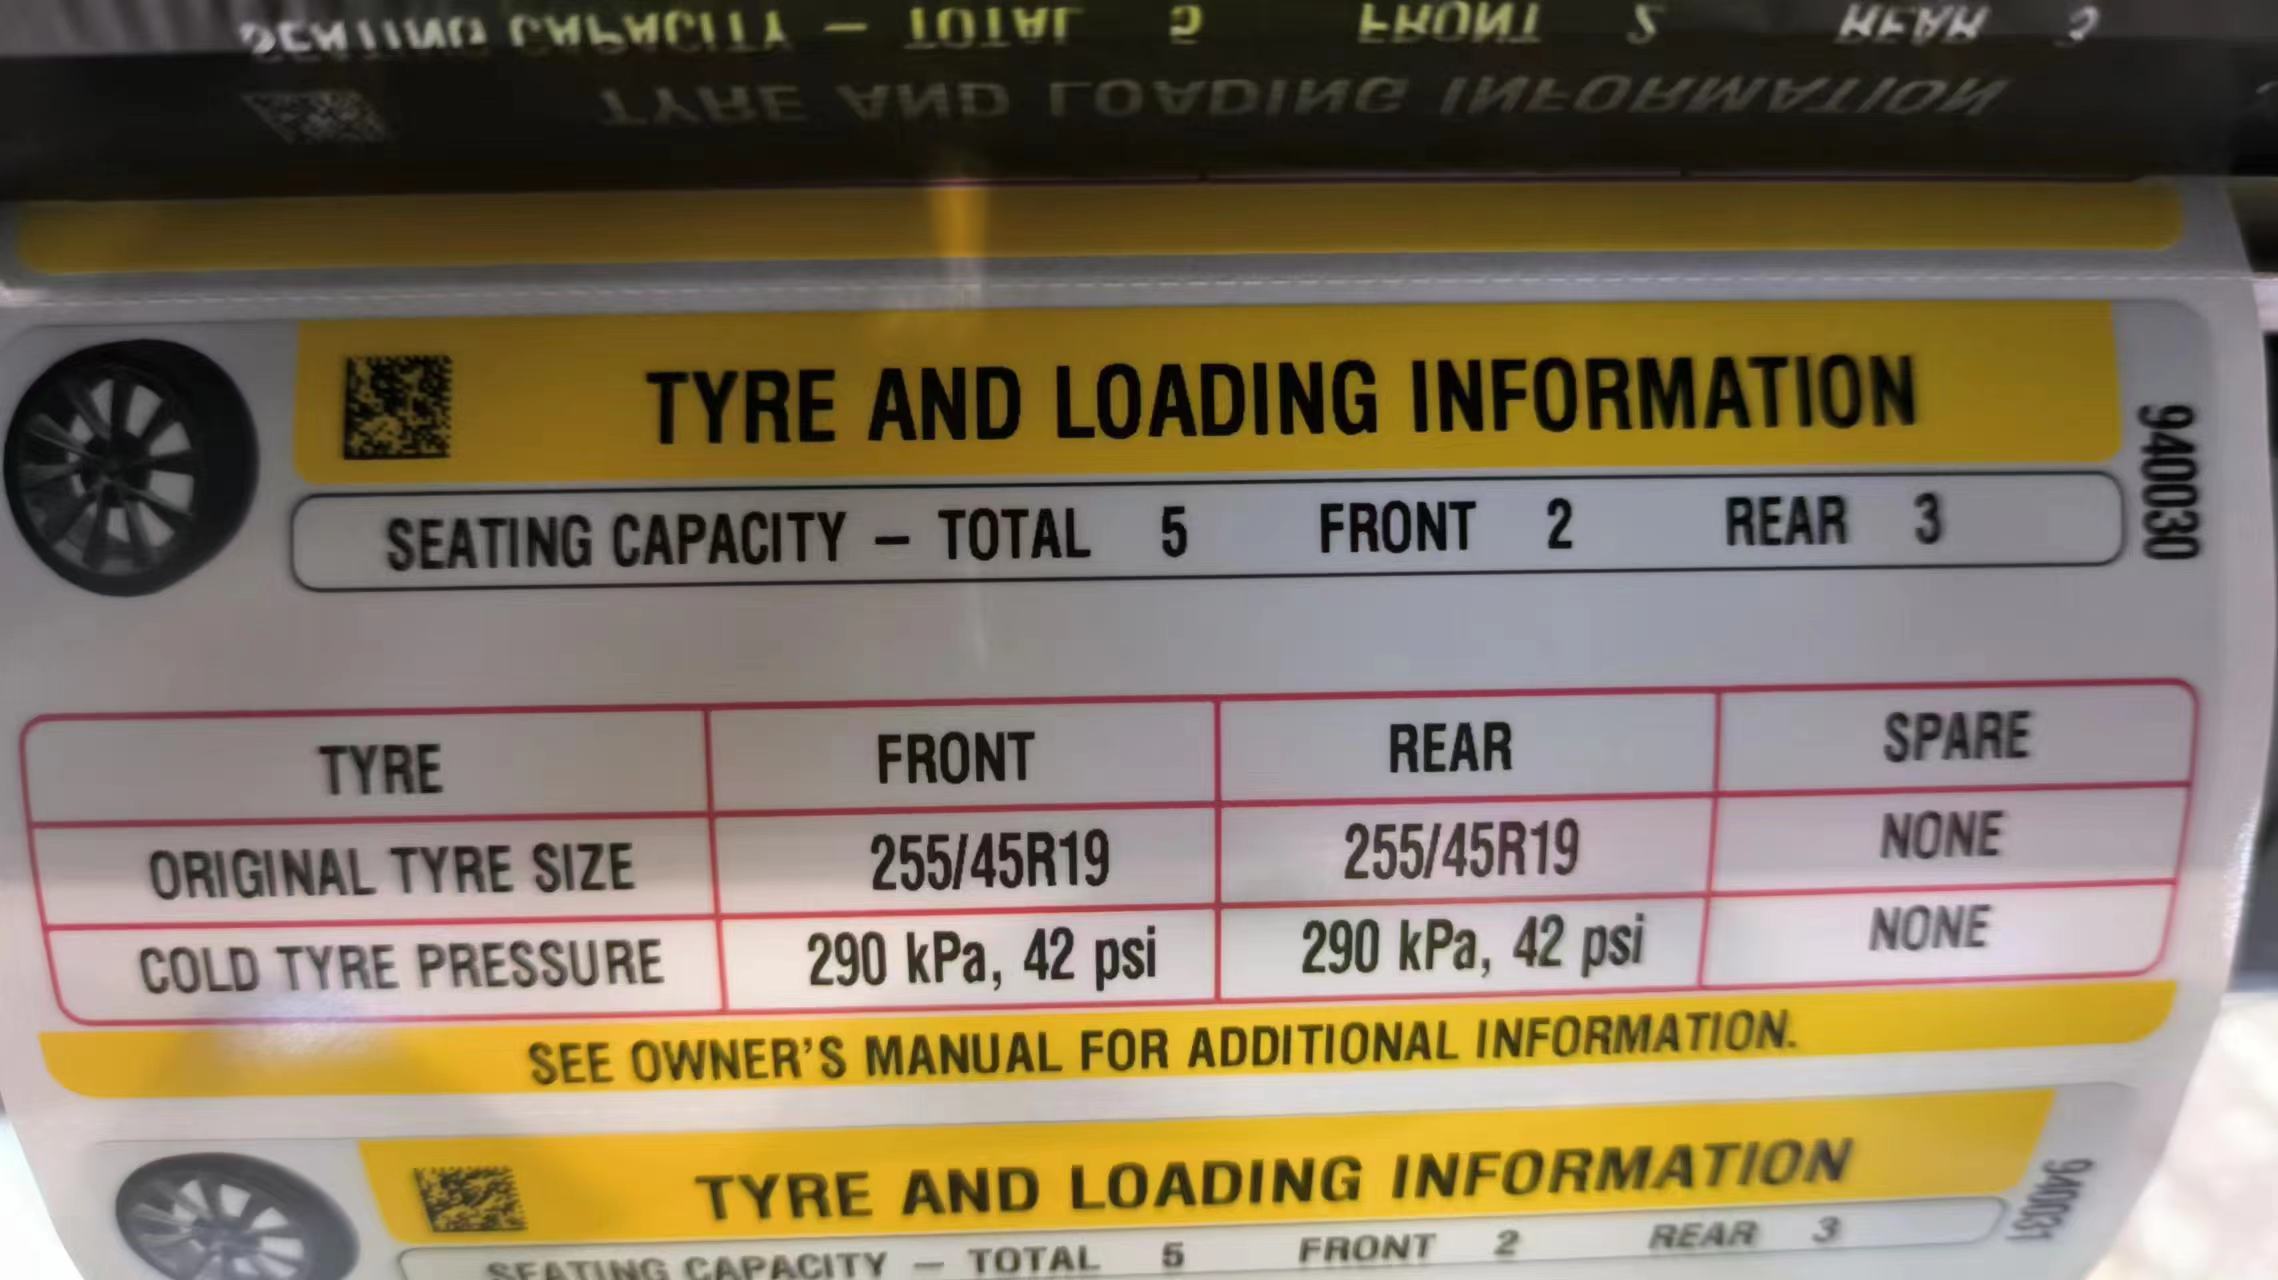 SEATING CAPACITY – TOTAL 5 FRONT 2 REAR 3
TYRE AND LOADING INFORMATION
TYRE AND LOADING INFORMATION
940030
SEATING CAPACITY – TOTAL 5 FRONT 2 REAR 3
TYRE FRONT REAR SPARE
ORIGINAL TYRE SIZE 255/45R19 255/45R19 NONE
COLD TYRE PRESSURE 290 kPa, 42 psi 290 kPa, 42 psi NONE
SEE OWNER'S MANUAL FOR ADDITIONAL INFORMATION.
TYRE AND LOADING INFORMATION
940031
SEATING CAPACITY – TOTAL 5 FRONT 2 REAR 3